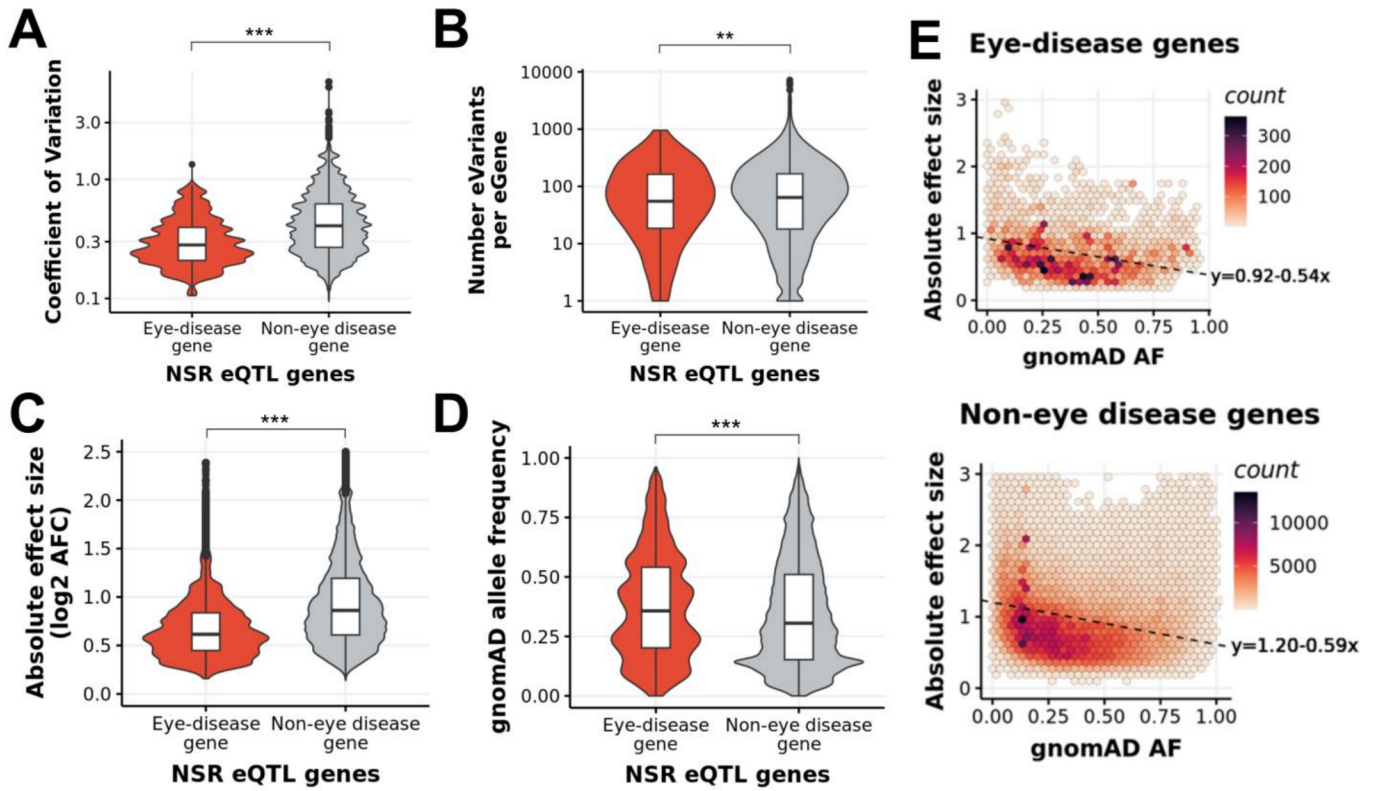 A
***
Coefficient of Variation
3.0
1.0
0.3
0.1
Eye-disease
gene
Non-eye disease
gene
NSR eQTL genes
B
**
Number eVariants
per eGene
10000
1000
100
10
1
Eye-disease
gene
Non-eye disease
gene
NSR eQTL genes
C
***
Absolute effect size
(log2 AFC)
2.5
2.0
1.5
1.0
0.5
0.0
Eye-disease
gene
Non-eye disease
gene
NSR eQTL genes
D
***
gnomAD allele frequency
1.00
0.75
0.50
0.25
0.00
Eye-disease
gene
Non-eye disease
gene
NSR eQTL genes
E
Eye-disease genes
Absolute effect size
3
2
1
0
0.00 0.25 0.50 0.75 1.00
gnomAD AF
y=0.92-0.54x
count
300
200
100
Non-eye disease genes
Absolute effect size
3
2
1
0
0.00 0.25 0.50 0.75 1.00
gnomAD AF
y=1.20-0.59x
count
10000
5000